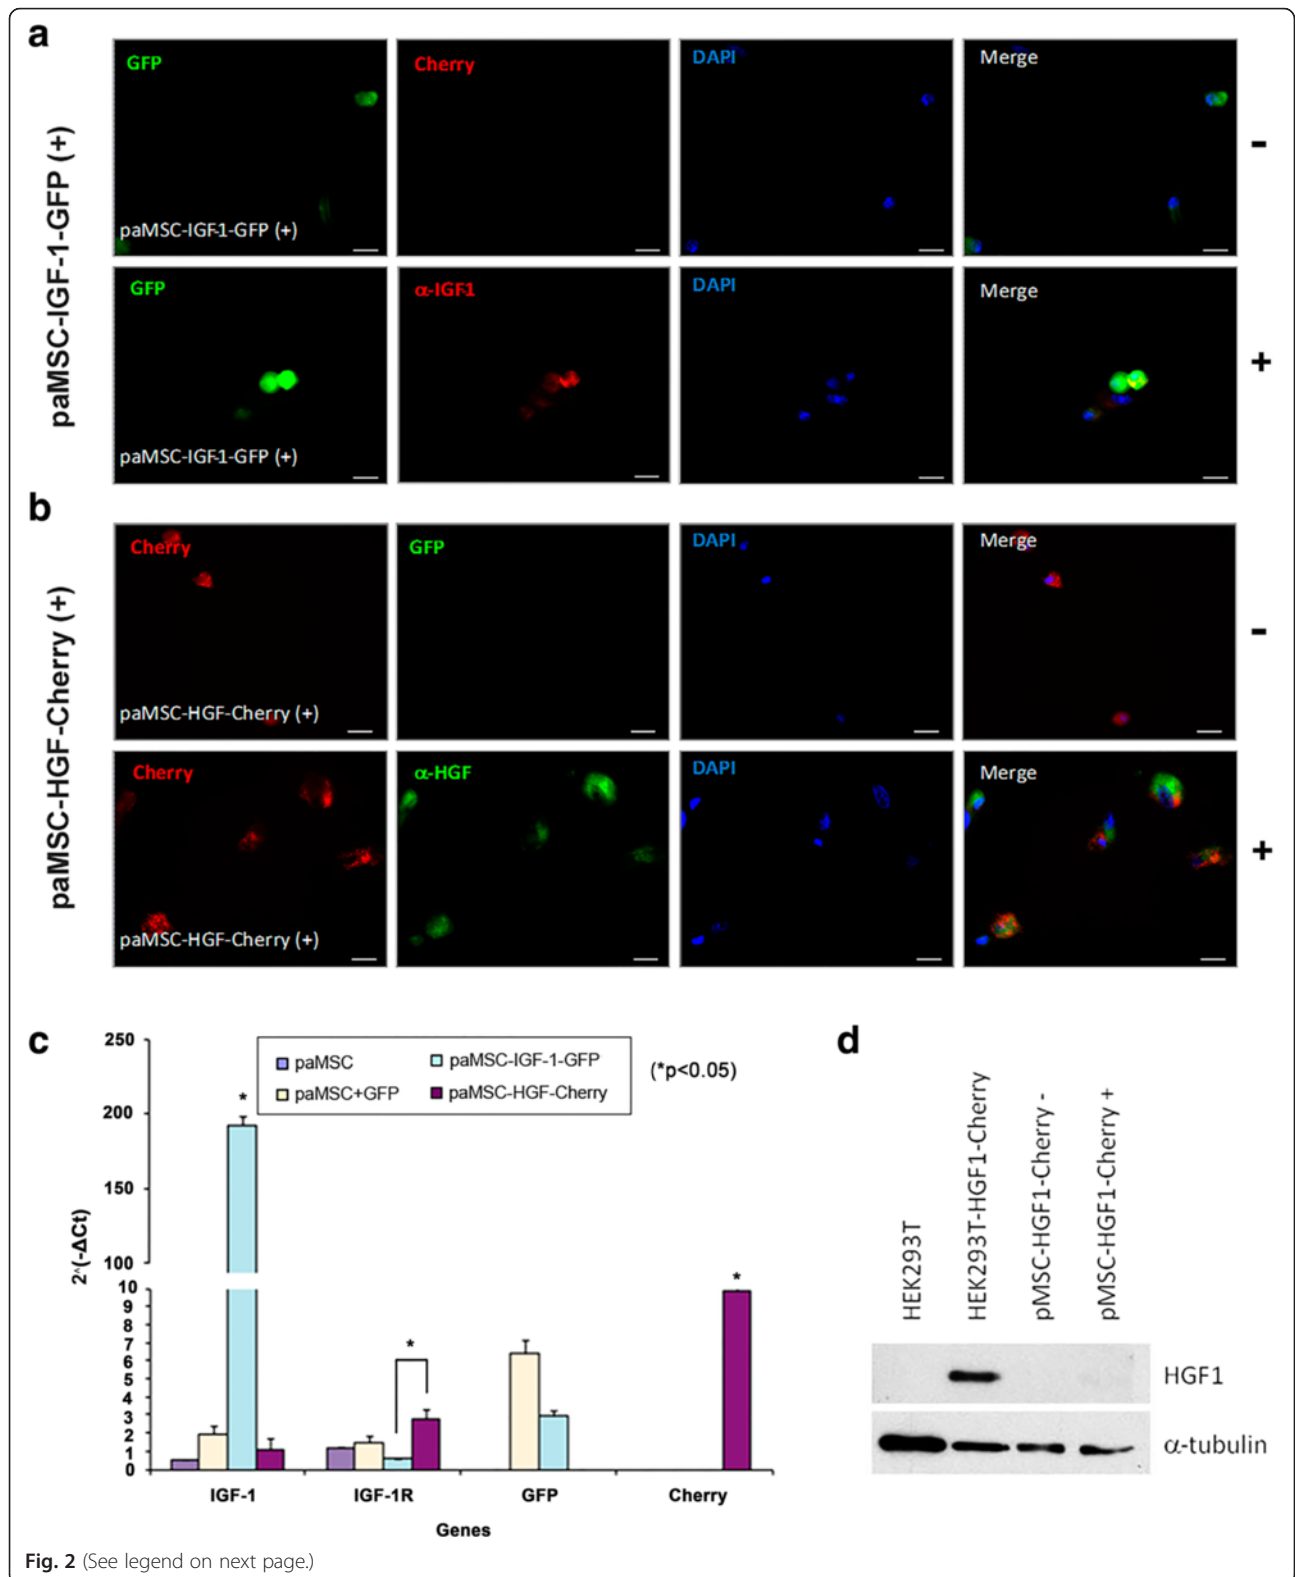 a
paMSC-IGF-1-GFP (+)
GFP
Cherry
DAPI
Merge
paMSC-IGF1-GFP (+)
-
GFP
α-IGF1
DAPI
Merge
paMSC-IGF1-GFP (+)
+
b
paMSC-HGF-Cherry (+)
Cherry
GFP
DAPI
Merge
paMSC-HGF-Cherry (+)
-
Cherry
α-HGF
DAPI
Merge
paMSC-HGF-Cherry (+)
+
c
2^(-ΔCt)
250
200
150
100
10
9
8
7
6
5
4
3
2
1
0
paMSC
paMSC-IGF-1-GFP
paMSC+GFP
paMSC-HGF-Cherry
(*p<0.05)
*
*
*
IGF-1
IGF-1R
GFP
Cherry
Genes
d
HEK293T
HEK293T-HGF1-Cherry
pMSC-HGF1-Cherry -
pMSC-HGF1-Cherry +
HGF1
α-tubulin
Fig. 2 (See legend on next page.)